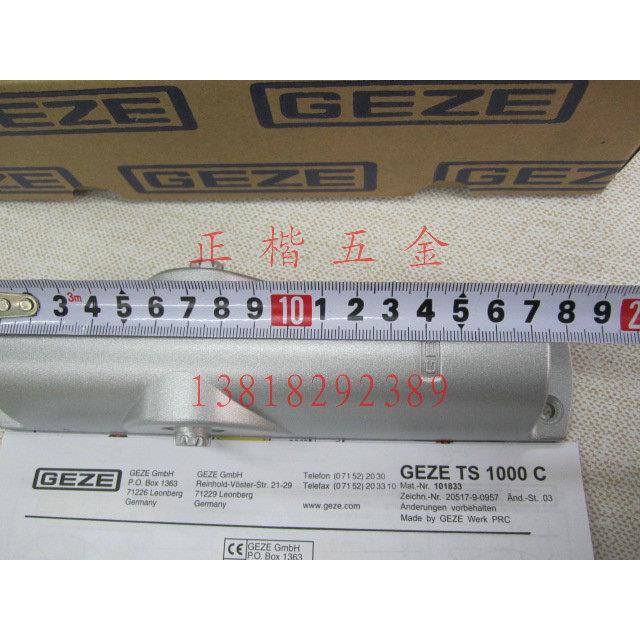 GEZE GEZE
GEZE GEZE GEZE
正楷五金
3 3m 4 5 6 7 8 9 10 1 2 3 4 5 6 7 8 9 2
GEZE
13818292389
GEZE
GEZE GmbH
P.O. Box 1363
71226 Leonberg
Germany
GEZE GmbH
Reinhold-Vöster-Str. 21-29
71229 Leonberg
Germany
Telefon (07152) 20 30
Telefax (07152) 20 33 10
www.geze.com
GEZE TS 1000 C
Mat.-Nr. 101833
Zeichn.-Nr. 20517-9-0957 Änd.-St. 03
Änderungen vorbehalten
Made by GEZE Werk PRC
CE GEZE GmbH
P.O. Box 1363